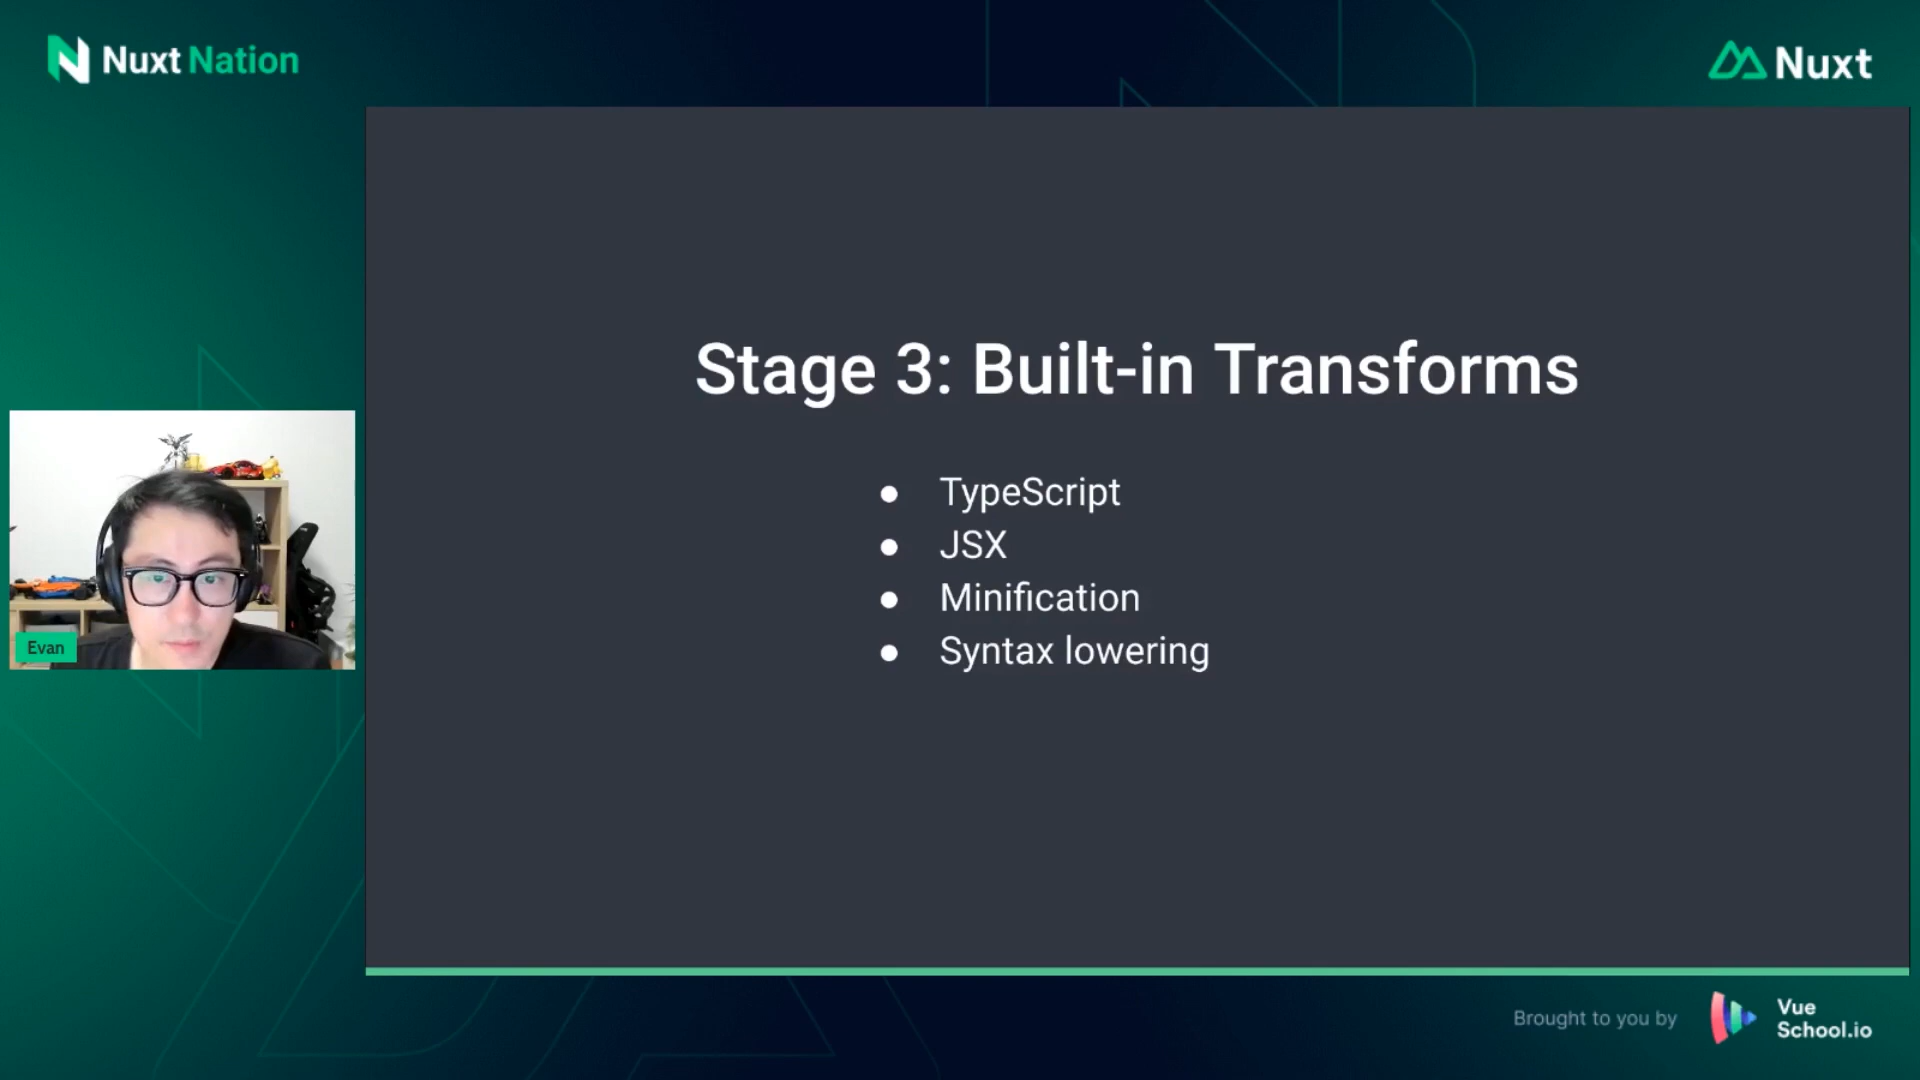 Nuxt Nation
Nuxt
Stage 3: Built-in Transforms
● TypeScript
● JSX
● Minification
● Syntax lowering
Evan
Brought to you by
Vue
School.io